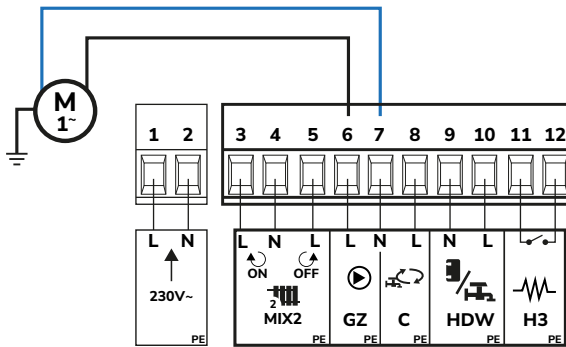 M
1~
1 2 3 4 5 6 7 8 9 10 11 12
L N L N L L N L N L
ON OFF
230V~
2
MIX2 GZ C HDW H3
PE PE PE PE PE PE